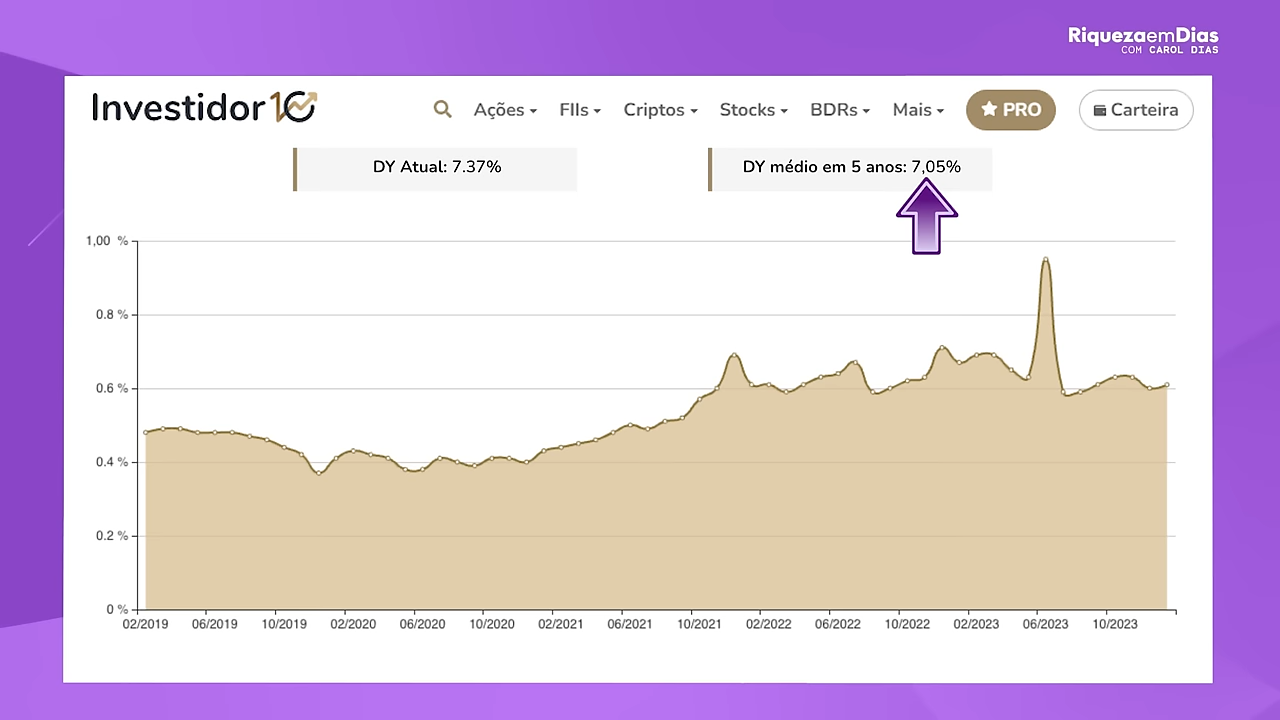 RiquezaemDias
COM CAROL DIAS
Investidor10
Ações FIIs Criptos Stocks BDRs Mais PRO Carteira
DY Atual: 7.37% DY médio em 5 anos: 7,05%
1,00 %
0.8 %
0.6 %
0.4 %
0.2 %
0 %
02/2019 06/2019 10/2019 02/2020 06/2020 10/2020 02/2021 06/2021 10/2021 02/2022 06/2022 10/2022 02/2023 06/2023 10/2023